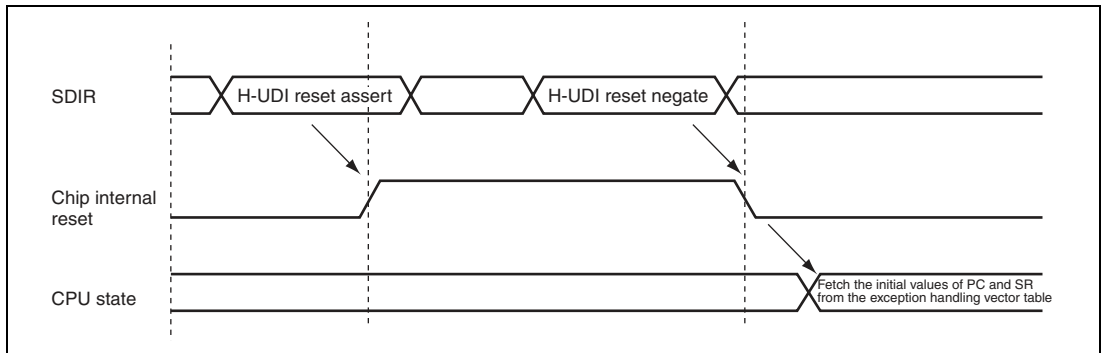 SDIR
H-UDI reset assert
H-UDI reset negate
Chip internal
reset
CPU state
Fetch the initial values of PC and SR
from the exception handling vector table